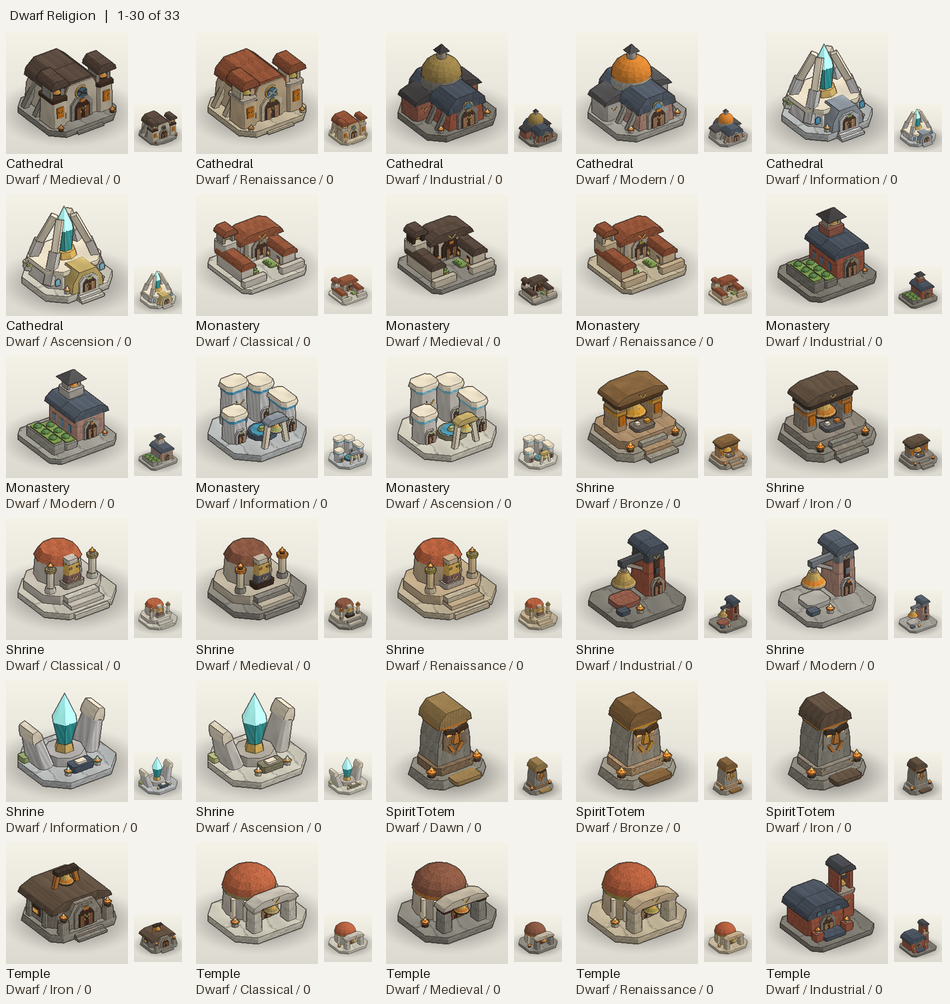 Dwarf Religion | 1-30 of 33
Cathedral
Dwarf / Medieval / 0
Cathedral
Dwarf / Renaissance / 0
Cathedral
Dwarf / Industrial / 0
Cathedral
Dwarf / Modern / 0
Cathedral
Dwarf / Information / 0
Cathedral
Dwarf / Ascension / 0
Monastery
Dwarf / Classical / 0
Monastery
Dwarf / Medieval / 0
Monastery
Dwarf / Renaissance / 0
Monastery
Dwarf / Industrial / 0
Monastery
Dwarf / Modern / 0
Monastery
Dwarf / Information / 0
Monastery
Dwarf / Ascension / 0
Shrine
Dwarf / Bronze / 0
Shrine
Dwarf / Iron / 0
Shrine
Dwarf / Classical / 0
Shrine
Dwarf / Medieval / 0
Shrine
Dwarf / Renaissance / 0
Shrine
Dwarf / Industrial / 0
Shrine
Dwarf / Modern / 0
Shrine
Dwarf / Information / 0
Shrine
Dwarf / Ascension / 0
SpiritTotem
Dwarf / Dawn / 0
SpiritTotem
Dwarf / Bronze / 0
SpiritTotem
Dwarf / Iron / 0
Temple
Dwarf / Iron / 0
Temple
Dwarf / Classical / 0
Temple
Dwarf / Medieval / 0
Temple
Dwarf / Renaissance / 0
Temple
Dwarf / Industrial / 0